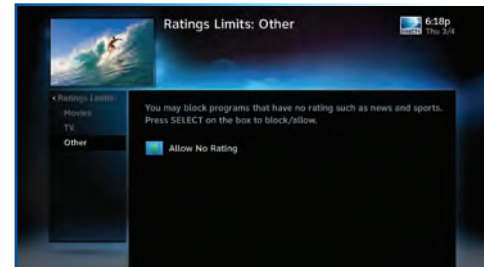 Ratings Limits: Other
6:18p
Thu 3/4
DIRECTV
<Ratings Limits:
Movies
TV
Other
You may block programs that have no rating such as news and sports.
Press SELECT on the box to block/allow.
Allow No Rating